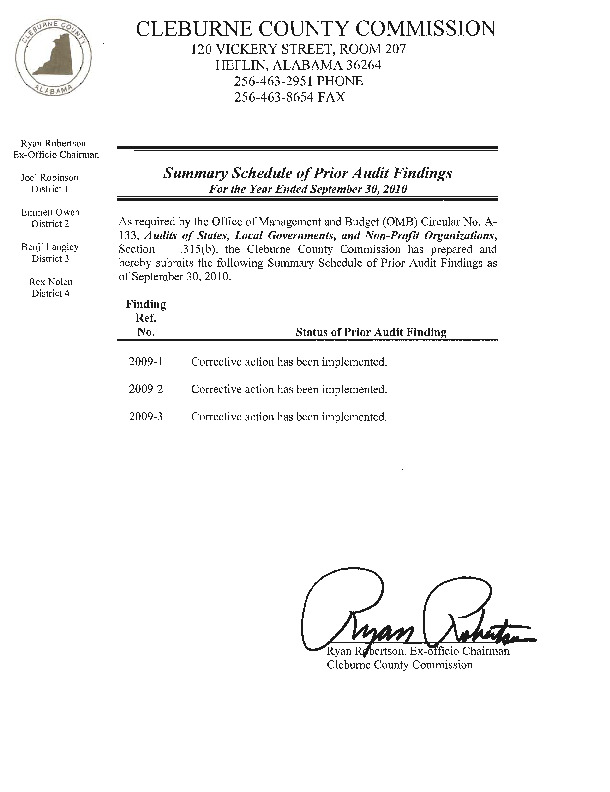 CLEBURNE COUNTY
ALABAMA
CLEBURNE COUNTY COMMISSION
120 VICKERY STREET, ROOM 207
HEFLIN, ALABAMA 36264
256-463-2951 PHONE
256-463-8654 FAX
Ryan Robertson
Ex-Officio Chairman
Joel Robinson
District 1
Emmett Owen
District 2
Benji Langley
District 3
Rex Nolen
District 4
Summary Schedule of Prior Audit Findings
For the Year Ended September 30, 2010
As required by the Office of Management and Budget (OMB) Circular No. A-
133, Audits of States, Local Governments, and Non-Profit Organizations,
Section .315(b), the Cleburne County Commission has prepared and
hereby submits the following Summary Schedule of Prior Audit Findings as
of September 30, 2010.
Finding
Ref.
No. Status of Prior Audit Finding
2009-1 Corrective action has been implemented.
2009-2 Corrective action has been implemented.
2009-3 Corrective action has been implemented.
Ryan Robertson
Ryan Robertson, Ex-officio Chairman
Cleburne County Commission